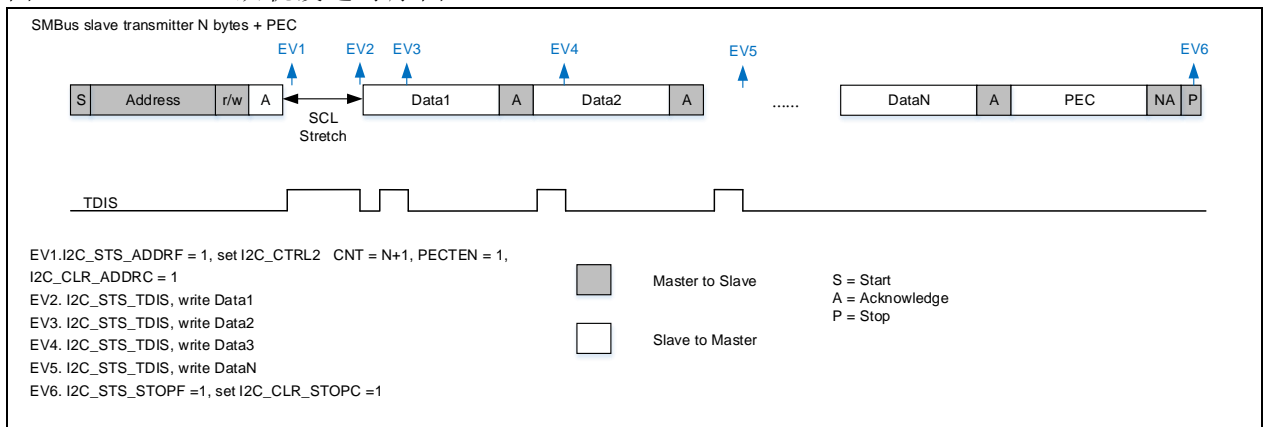 SMBus slave transmitter N bytes + PEC
EV1 EV2 EV3 EV4 EV5 EV6
S Address r/w A Data1 A Data2 A ...... DataN A PEC NA P
SCL
Stretch
TDIS
EV1.I2C_STS_ADDRF = 1, set I2C_CTRL2 CNT = N+1, PECTEN = 1,
I2C_CLR_ADDRC = 1
EV2. I2C_STS_TDIS, write Data1
EV3. I2C_STS_TDIS, write Data2
EV4. I2C_STS_TDIS, write Data3
EV5. I2C_STS_TDIS, write DataN
EV6. I2C_STS_STOPF =1, set I2C_CLR_STOPC =1
Master to Slave
Slave to Master
S = Start
A = Acknowledge
P = Stop